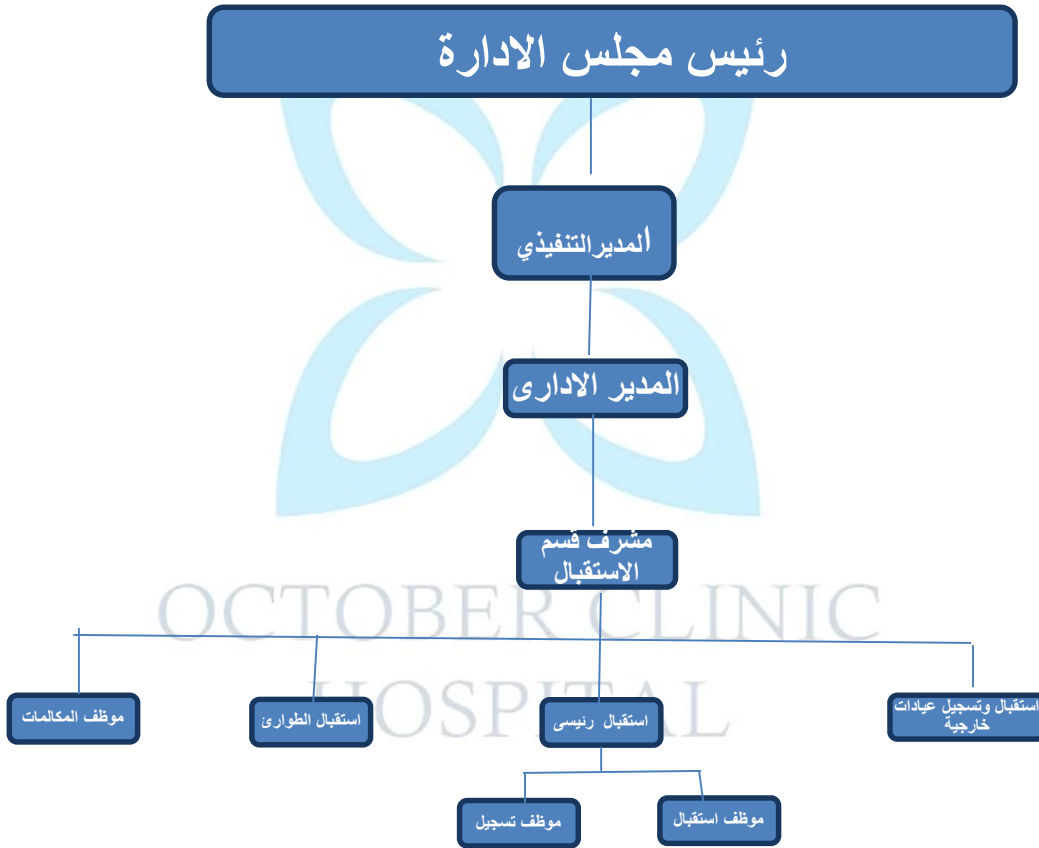 رئيس مجلس الادارة
المديرالتنفيذي
المدير الادارى
مشرف قسم
الاستقبال
OCTOBER CLINIC
HOSPITAL
استقبال وتسجيل عيادات
خارجية
استقبال رئيسى
استقبال الطوارئ
موظف المكالمات
موظف استقبال
موظف تسجيل